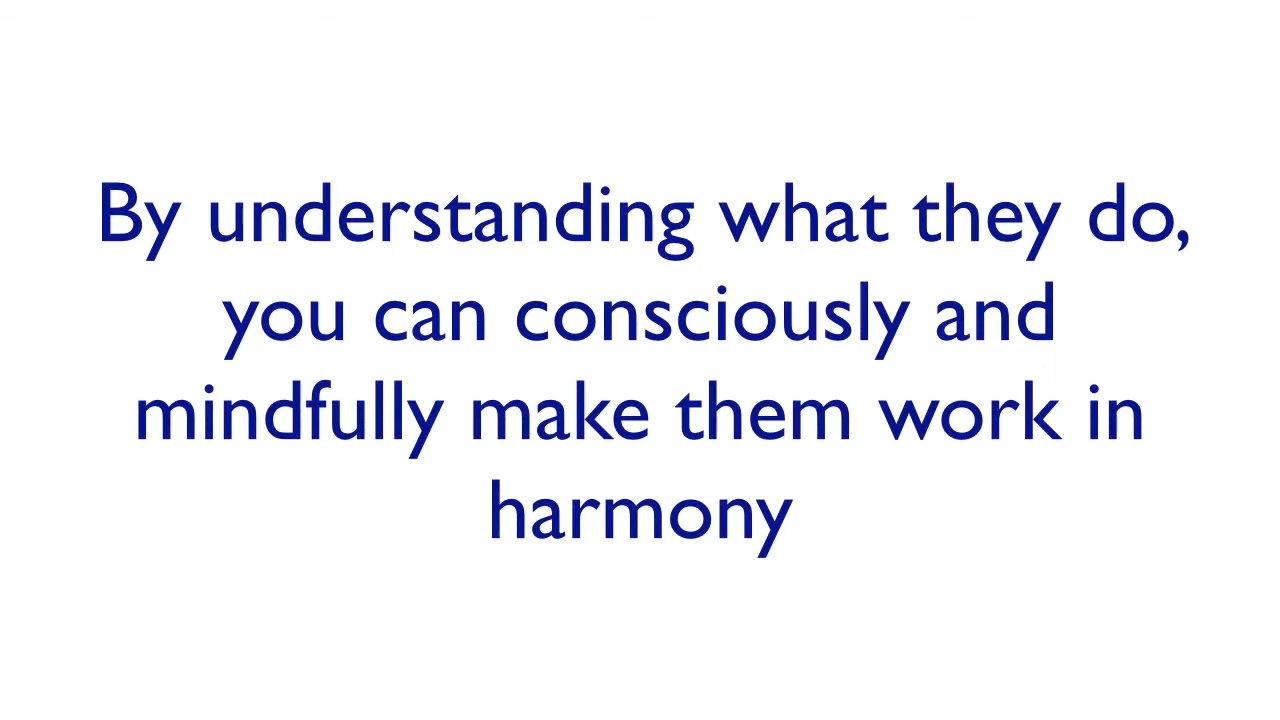 By understanding what they do,
you can consciously and
mindfully make them work in
harmony